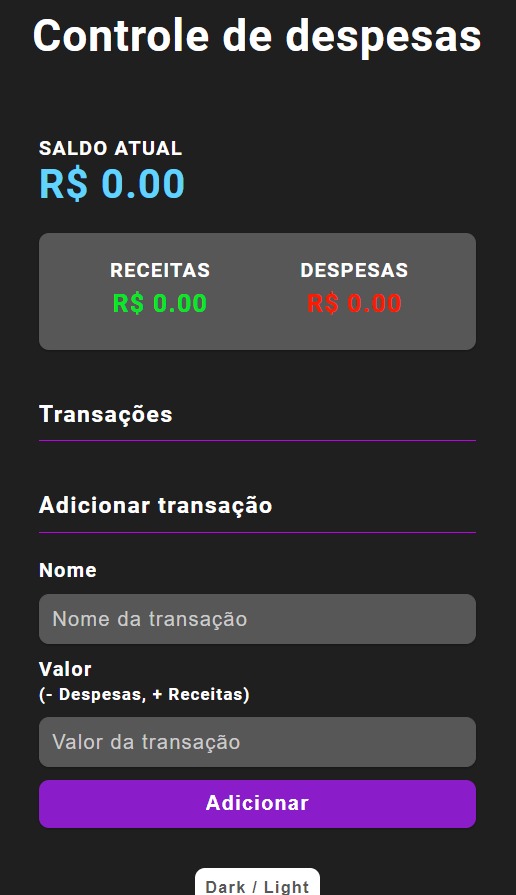 Controle de despesas
SALDO ATUAL
R$ 0.00
RECEITAS DESPESAS
R$ 0.00 R$ 0.00
Transações
Adicionar transação
Nome
Nome da transação
Valor
(- Despesas, + Receitas)
Valor da transação
Adicionar
Dark / Light